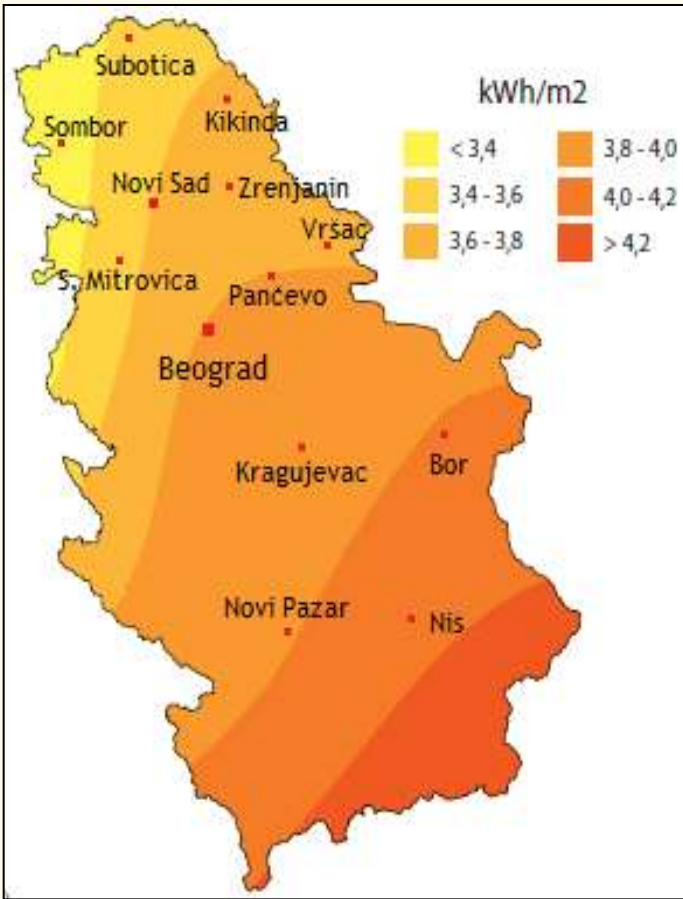 Subotica
kWh/m2
Sombor
Kikinda
< 3,4
3,8 - 4,0
Novi Sad
Zrenjanin
3,4 - 3,6
4,0 - 4,2
Vršac
3,6 - 3,8
> 4,2
S. Mitrovica
Pančevo
Beograd
Kragujevac
Bor
Novi Pazar
Nis